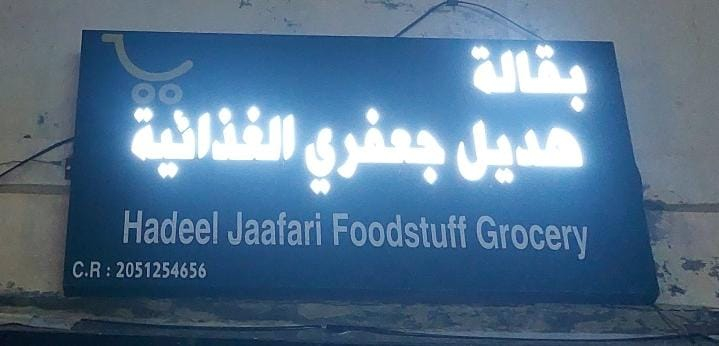 بقالة
هديل جعفري الغذائية
Hadeel Jaafari Foodstuff Grocery
C.R : 2051254656